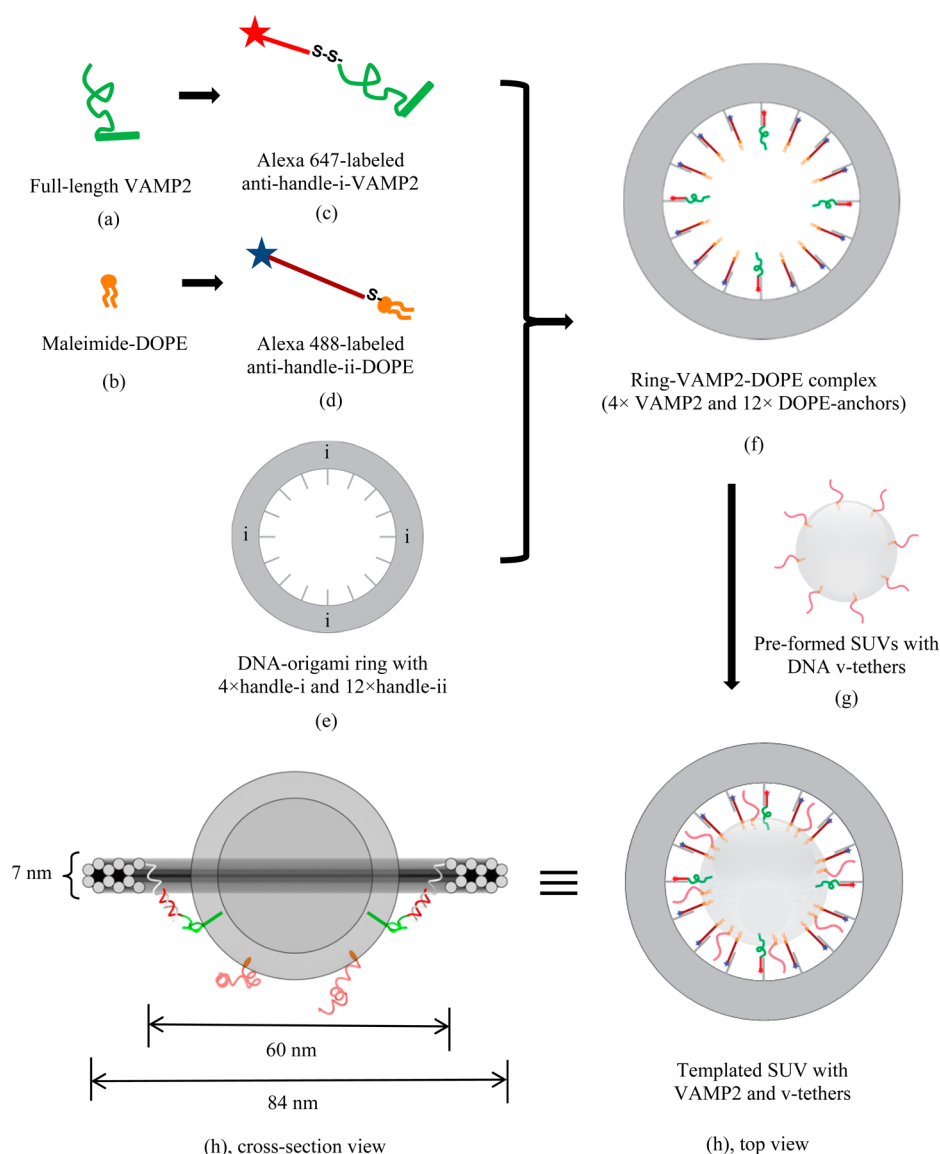 S-S-
Full-length VAMP2
(a)
Alexa 647-labeled
anti-handle-i-VAMP2
(c)
S-
Maleimide-DOPE
(b)
Alexa 488-labeled
anti-handle-ii-DOPE
(d)
i
i
i
i
DNA-origami ring with
4×handle-i and 12×handle-ii
(e)
Ring-VAMP2-DOPE complex
(4× VAMP2 and 12× DOPE-anchors)
(f)
Pre-formed SUVs with
DNA v-tethers
(g)
7 nm
60 nm
84 nm
(h), cross-section view
Templated SUV with
VAMP2 and v-tethers
(h), top view